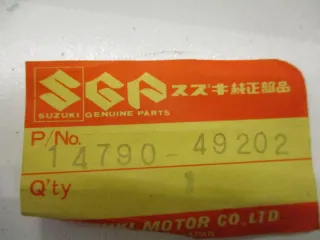 SGP スズキ純正部品
SUZUKI GENUINE PARTS
P/No. 14790-49202
Q'ty 1
SUZUKI MOTOR CO.,LTD